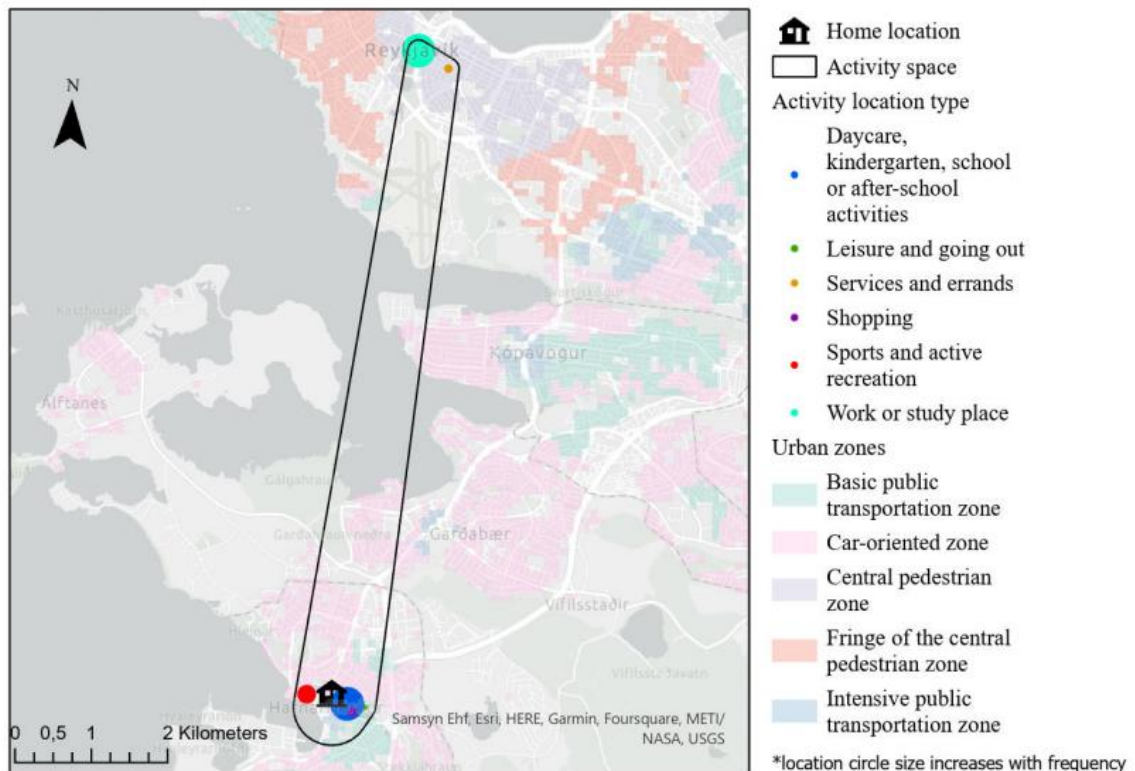 Reykjavík
N
Svarthöfði
Kasthúsatjörn
Kópavogur
Álftanes
Gálgahraun
Garðahraun neðra
Garðabær
Vífilsstaðir
Samsyn Ehf, Esri, HERE, Garmin, Foursquare, METI/
NASA, USGS
0 0,5 1 2 Kilometers
Home location
Activity space
Activity location type
Daycare,
kindergarten, school
or after-school
activities
Leisure and going out
Services and errands
Shopping
Sports and active
recreation
Work or study place
Urban zones
Basic public
transportation zone
Car-oriented zone
Central pedestrian
zone
Fringe of the central
pedestrian zone
Intensive public
transportation zone
*location circle size increases with frequency